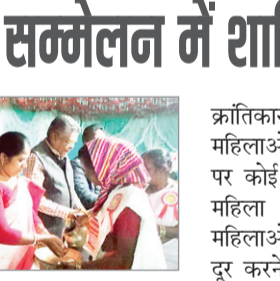 सम्मेलन में शा
क्रांतिका
महिलाअ
पर कोई
महिला
महिलाअ
दूर करने